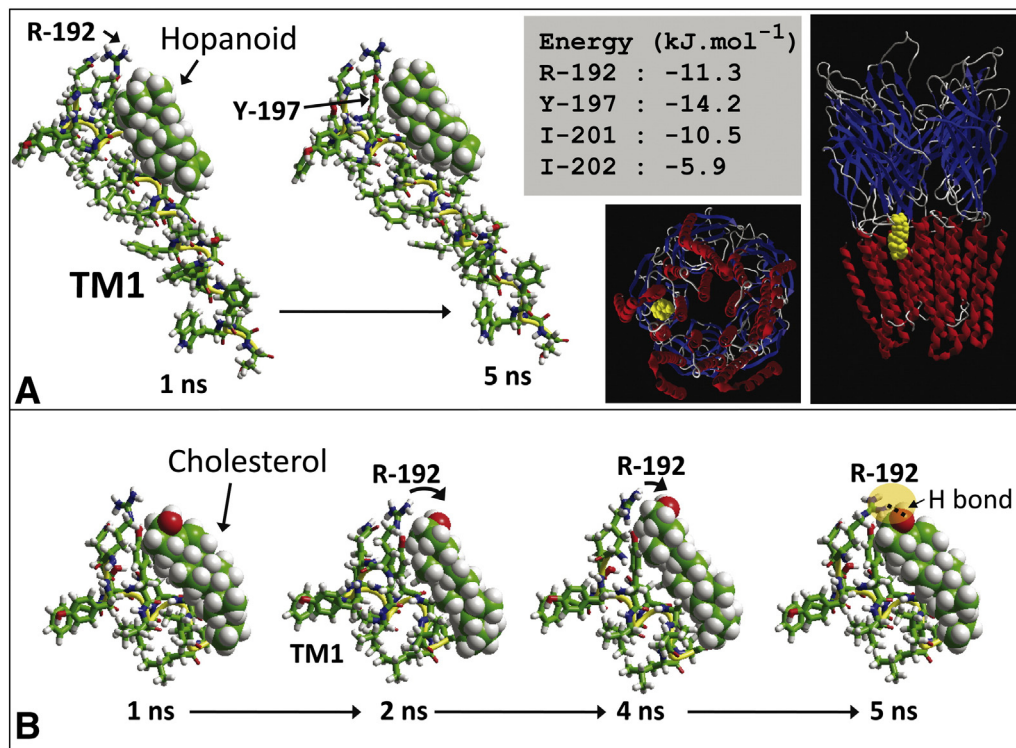 R-192
Hopanoid
Y-197
TM1
1 ns
5 ns
A
Energy (kJ.mol⁻¹)
R-192 : -11.3
Y-197 : -14.2
I-201 : -10.5
I-202 : -5.9
Cholesterol
R-192
R-192
R-192
H bond
TM1
1 ns
2 ns
4 ns
5 ns
B